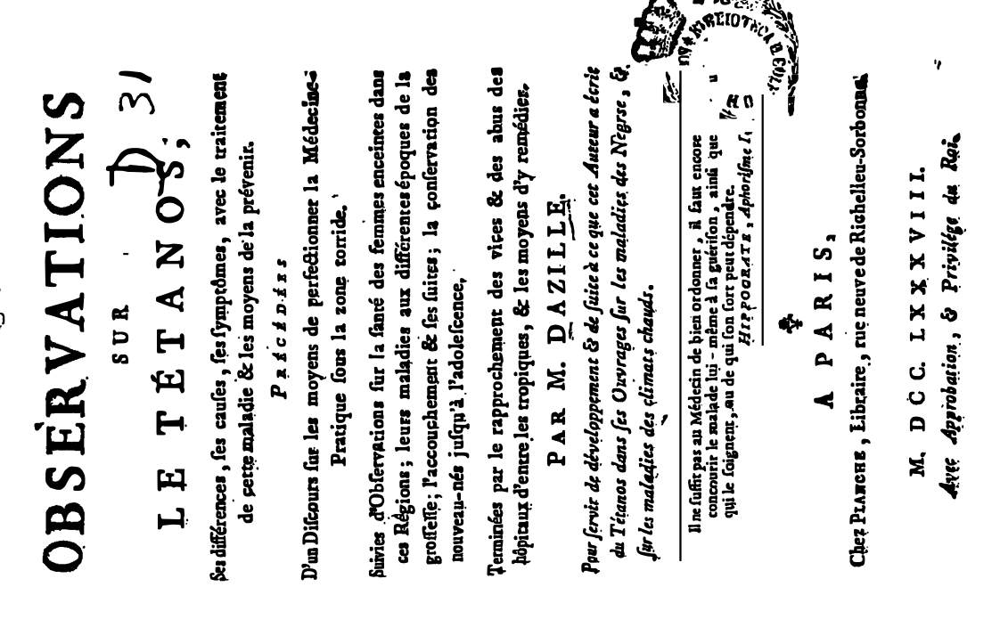 OBSERVATIONS
SUR
D 31
LE TÉTANOS;
Ses différences, ſes cauſes, ſes ſymptômes, avec le traitement
de cette maladie & les moyens de la prévenir.
PRÉCÉDÉES
D'un Diſcours ſur les moyens de perfectionner la Médecine-
Pratique ſous la zone torride.
Suivies d'Obſervations ſur la ſanté des femmes enceintes dans
ces Régions; leurs maladies aux différentes époques de la
groſſeſſe; l'accouchement & ſes ſuites; la conſervation des
nouveau-nés juſqu'à l'adoleſcence,
Terminées par le rapprochement des vices & des abus des
hôpitaux d'entre les tropiques, & les moyens d'y remédier.
PAR M. DAZILLE.
Pour ſervir de développement & de ſuite à ce que cet Auteur a écrit
du Tétanos dans ſes Ouvrages ſur les maladies des Negres, &
ſur les maladies des climats chauds.
Il ne ſuffit pas au Médecin de bien ordonner, il faut encore
concourir le malade lui-même à ſa guériſon, ainſi que
qui le ſoignent, ou de qui ſon ſort peut dépendre.
HIPPOCRATE, Aphoriſme I,
BIBLIOTECA
A PARIS,
Chez PLANCHE, Libraire, rue neuve de Richelieu-Sorbonne
M. DCC. LXXXVIII.
Avec Approbation, & Privilége du Roi.